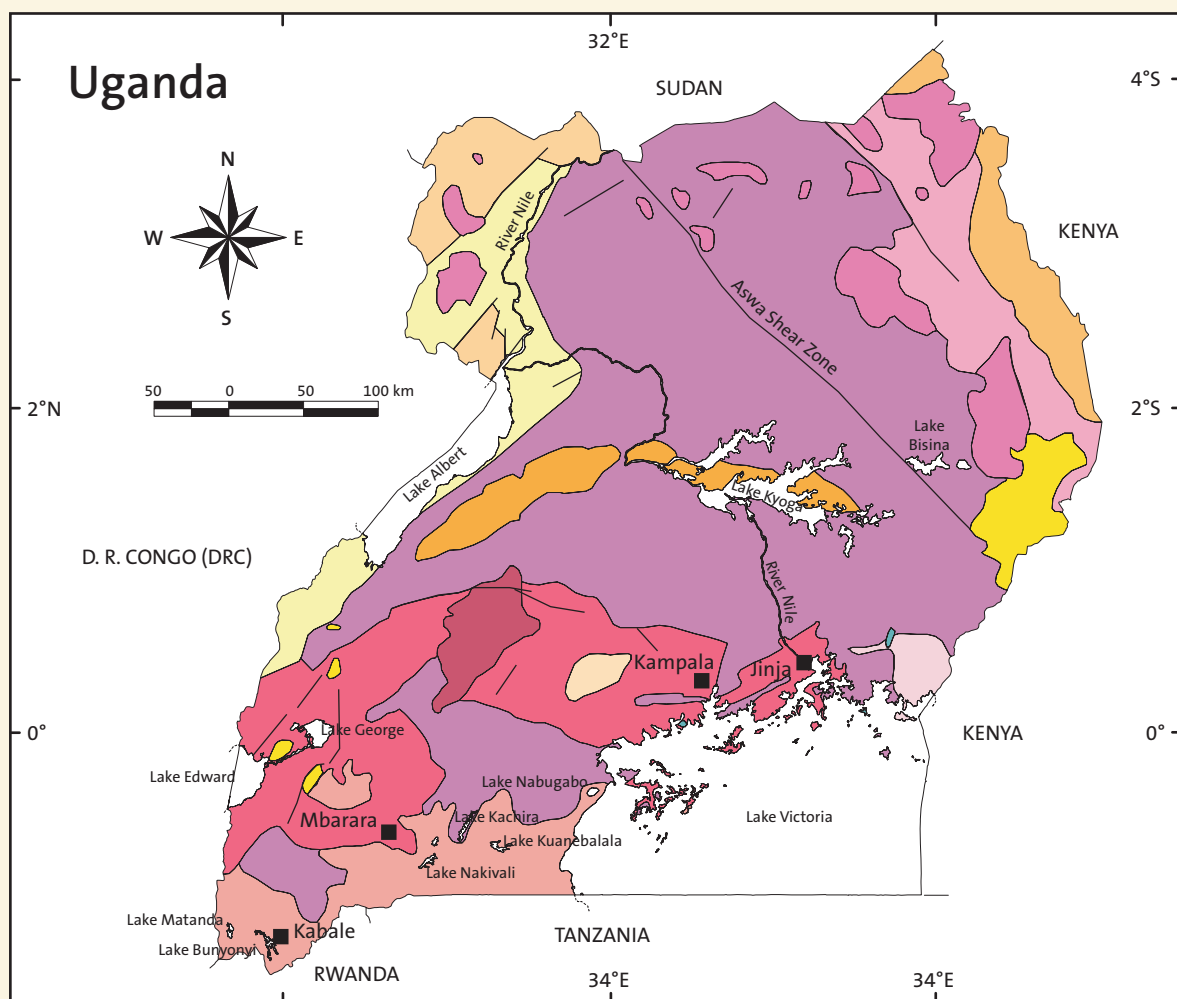 32°E
Uganda
SUDAN
4°S
N
W
E
S
KENYA
River Nile
Aswa Shear Zone
50 0 50 100 km
2°N
2°S
Lake
Bisina
Lake Albert
Lake Kyoga
D. R. CONGO (DRC)
River Nile
Kampala
Jinja
0°
Lake George
KENYA
0°
Lake Edward
Lake Nabugabo
Mbarara
Lake Kachira
Lake Victoria
Lake Kuanebalala
Lake Nakivali
Lake Matanda
Kabale
TANZANIA
Lake Bunyonyi
RWANDA
34°E
34°E